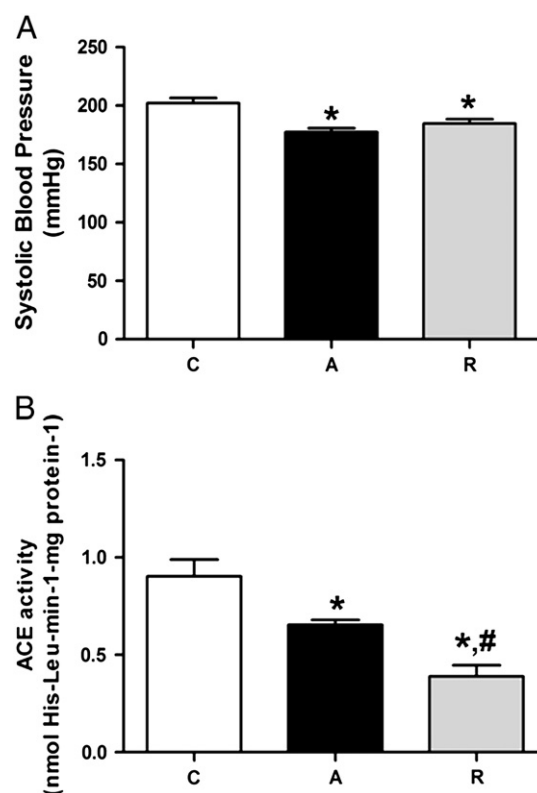 A
Systolic Blood Pressure
(mmHg)
250
200
150
100
50
0
*
*
C A R
B
ACE activity
(nmol His-Leu-min-1-mg protein-1)
1.5
1.0
0.5
0.0
*
*,#
C A R